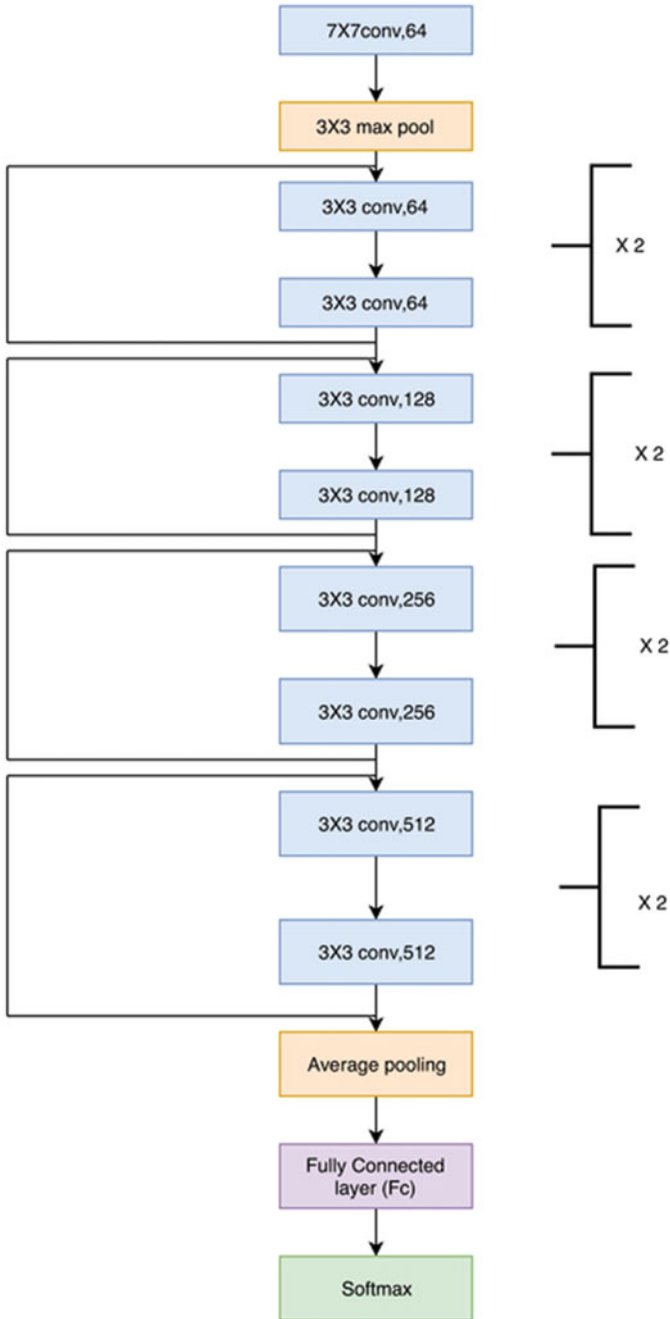 7X7conv,64
3X3 max pool
3X3 conv,64
X 2
3X3 conv,64
3X3 conv,128
X 2
3X3 conv,128
3X3 conv,256
X 2
3X3 conv,256
3X3 conv,512
X 2
3X3 conv,512
Average pooling
Fully Connected
layer (Fc)
Softmax